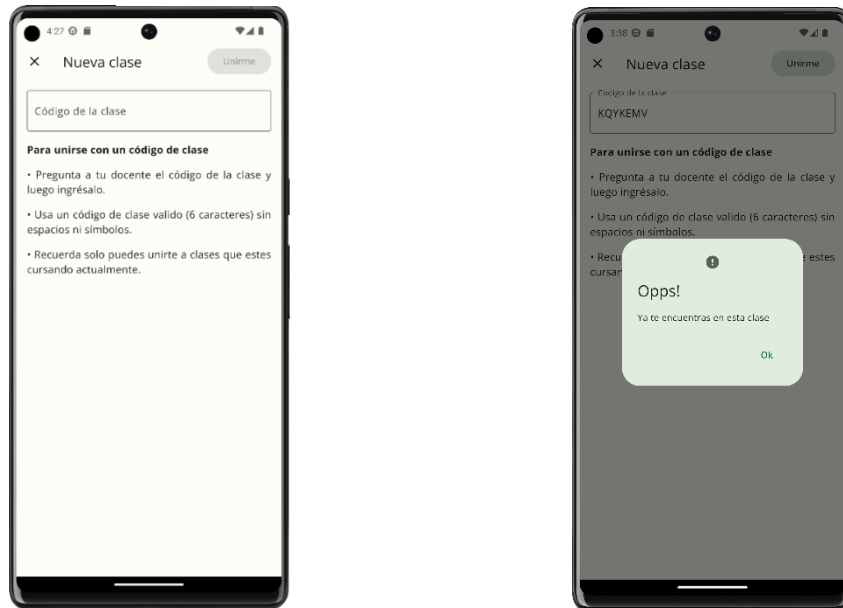 4:27
Nueva clase
Unirme
Código de la clase
Para unirse con un código de clase
• Pregunta a tu docente el código de la clase y
luego ingrésalo.
• Usa un código de clase valido (6 caracteres) sin
espacios ni símbolos.
• Recuerda solo puedes unirte a clases que estes
cursando actualmente.
3:38
Nueva clase
Unirme
Código de la clase
KQYKEMV
Para unirse con un código de clase
• Pregunta a tu docente el código de la clase y
luego ingrésalo.
• Usa un código de clase valido (6 caracteres) sin
espacios ni símbolos.
• Recu
estes
cursan
Opps!
Ya te encuentras en esta clase
Ok